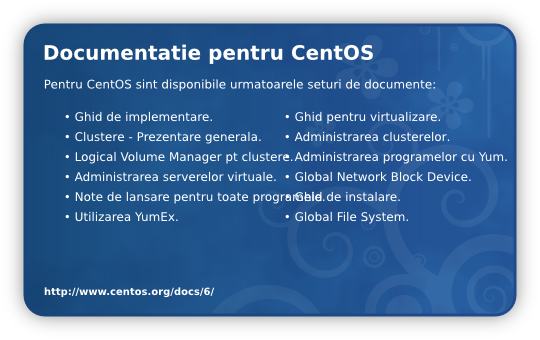 Documentatie pentru CentOS
Pentru CentOS sint disponibile urmatoarele seturi de documente:
• Ghid de implementare.
• Clustere - Prezentare generala.
• Logical Volume Manager pt clustere.
• Administrarea serverelor virtuale.
• Note de lansare pentru toate programele.
• Utilizarea YumEx.
• Ghid pentru virtualizare.
• Administrarea clusterelor.
• Administrarea programelor cu Yum.
• Global Network Block Device.
• Ghid de instalare.
• Global File System.
http://www.centos.org/docs/6/